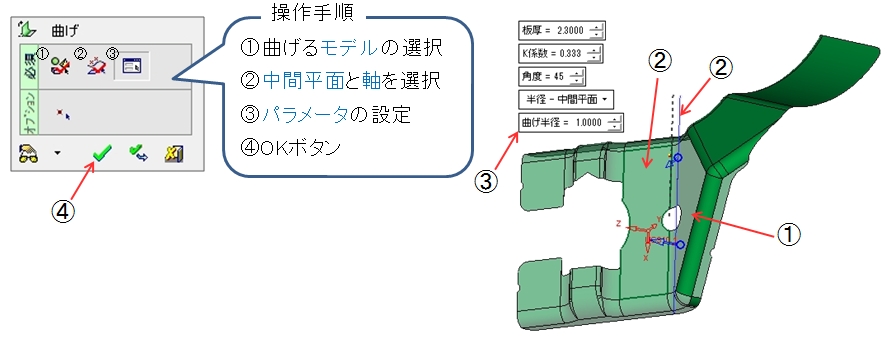 曲げ
必須
① ② ③
オプション
④
操作手順
①曲げるモデルの選択
②中間平面と軸を選択
③パラメータの設定
④OKボタン
板厚 = 2.3000
K係数 = 0.333
角度 = 45
半径 - 中間平面
曲げ半径 = 1.0000
③
②
②
①
Z
Y
X